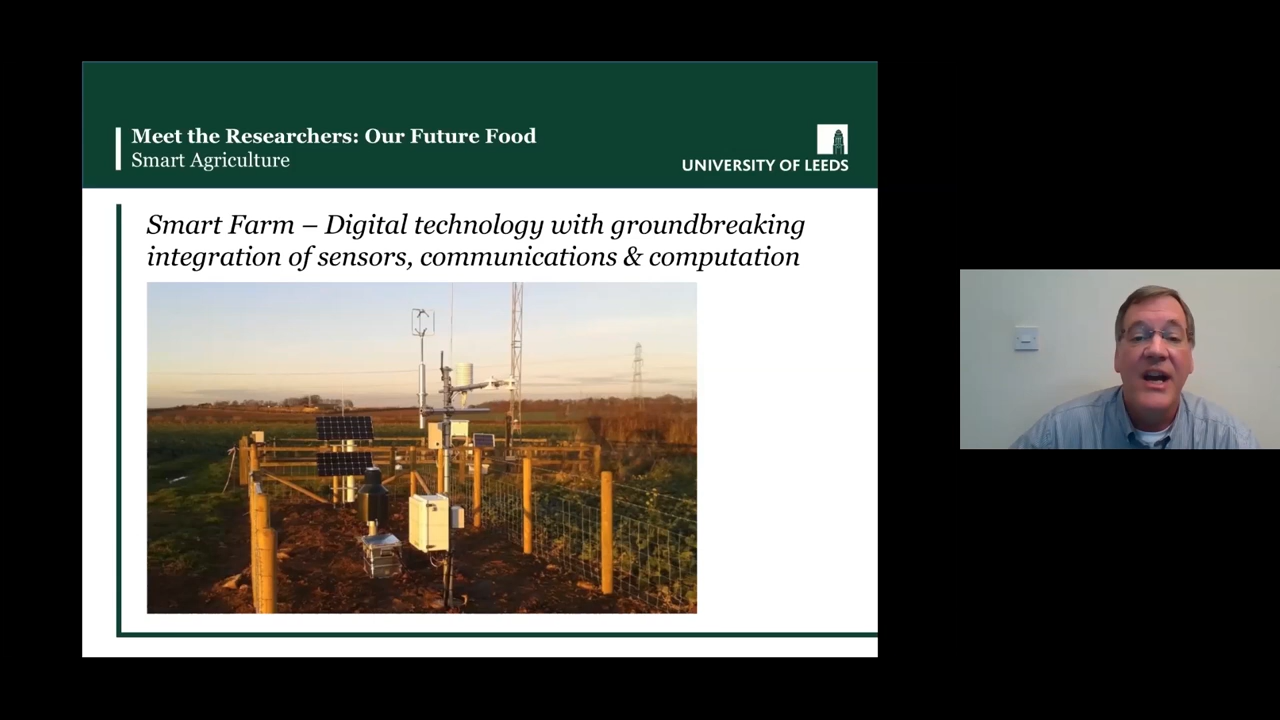 Meet the Researchers: Our Future Food
Smart Agriculture
UNIVERSITY OF LEEDS
Smart Farm – Digital technology with groundbreaking
integration of sensors, communications & computation